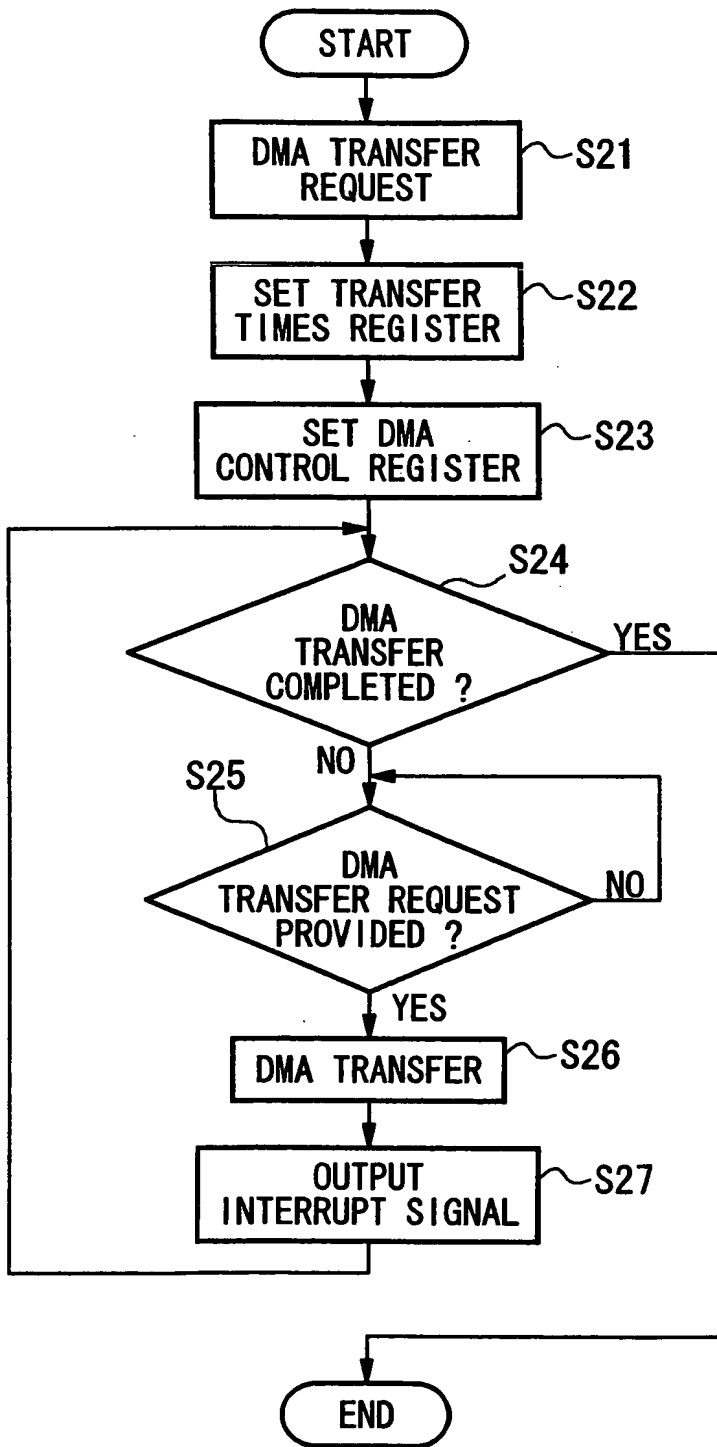 START
DMA TRANSFER
REQUEST
S21
SET TRANSFER
TIMES REGISTER
S22
SET DMA
CONTROL REGISTER
S23
S24
DMA
TRANSFER
COMPLETED ?
YES
NO
S25
DMA
TRANSFER REQUEST
PROVIDED ?
NO
YES
DMA TRANSFER
S26
OUTPUT
INTERRUPT SIGNAL
S27
END